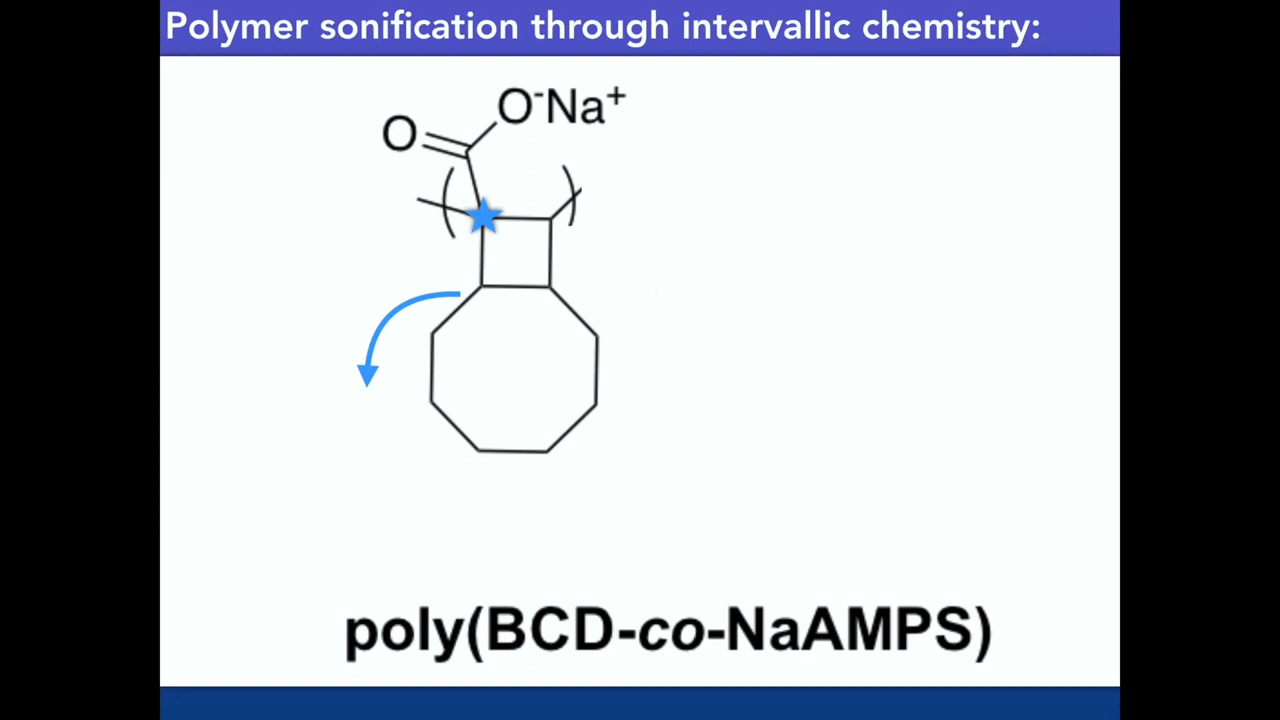 Polymer sonification through intervallic chemistry:
O⁻Na⁺
O
poly(BCD-co-NaAMPS)